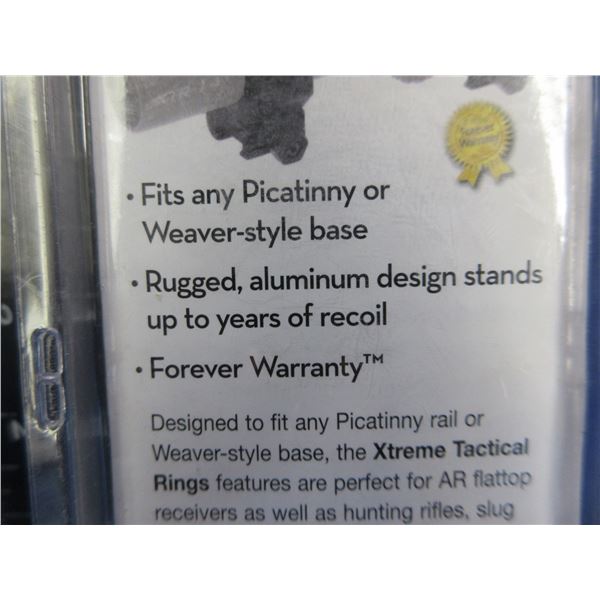 Forever
Warranty
• Fits any Picatinny or
Weaver-style base
• Rugged, aluminum design stands
up to years of recoil
• Forever Warranty™
Designed to fit any Picatinny rail or
Weaver-style base, the Xtreme Tactical
Rings features are perfect for AR flattop
receivers as well as hunting rifles, slug